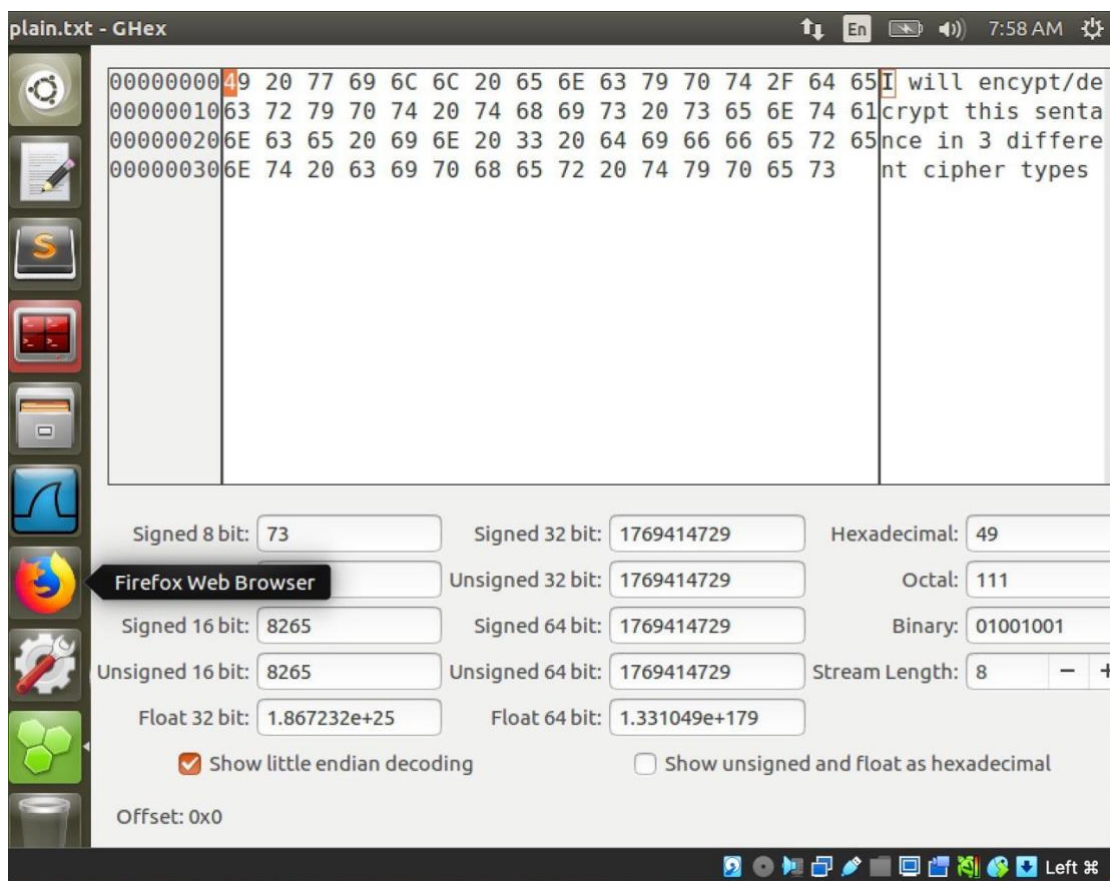 plain.txt - GHex En 7:58 AM
00000000 49 20 77 69 6C 6C 20 65 6E 63 79 70 74 2F 64 65 I will encypt/de
00000010 63 72 79 70 74 20 74 68 69 73 20 73 65 6E 74 61 crypt this senta
00000020 6E 63 65 20 69 6E 20 33 20 64 69 66 66 65 72 65 nce in 3 differe
00000030 6E 74 20 63 69 70 68 65 72 20 74 79 70 65 73 nt cipher types
Signed 8 bit: 73 Signed 32 bit: 1769414729 Hexadecimal: 49
Firefox Web Browser Unsigned 32 bit: 1769414729 Octal: 111
Signed 16 bit: 8265 Signed 64 bit: 1769414729 Binary: 01001001
Unsigned 16 bit: 8265 Unsigned 64 bit: 1769414729 Stream Length: 8 − +
Float 32 bit: 1.867232e+25 Float 64 bit: 1.331049e+179
Show little endian decoding Show unsigned and float as hexadecimal
Offset: 0x0
Left ⌘